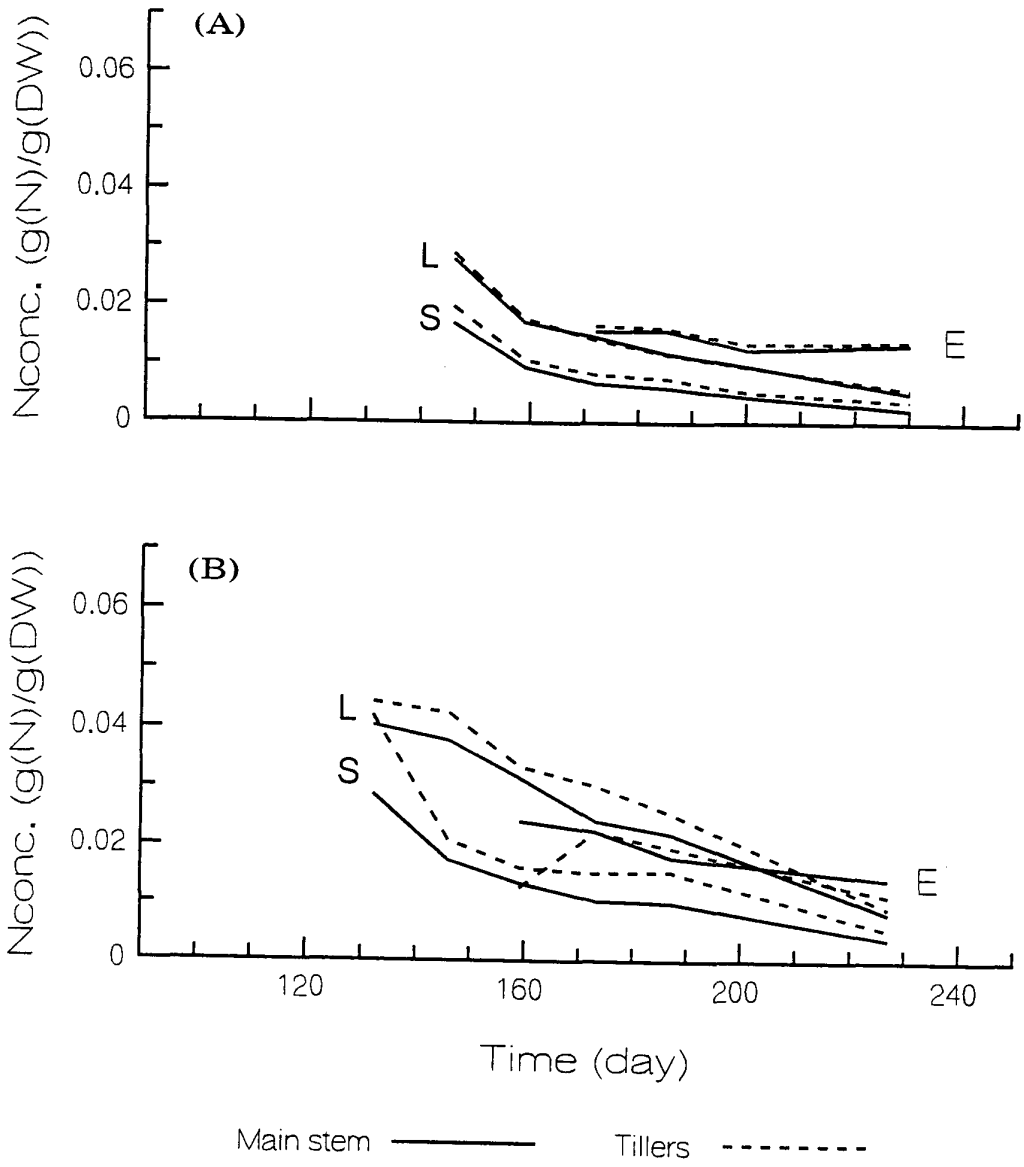 (A)
Nconc. (g(N)/g(DW))
0.06
0.04
0.02
0
L
S
E
(B)
Nconc. (g(N)/g(DW))
0.06
0.04
0.02
0
L
S
E
120 160 200 240
Time (day)
Main stem Tillers